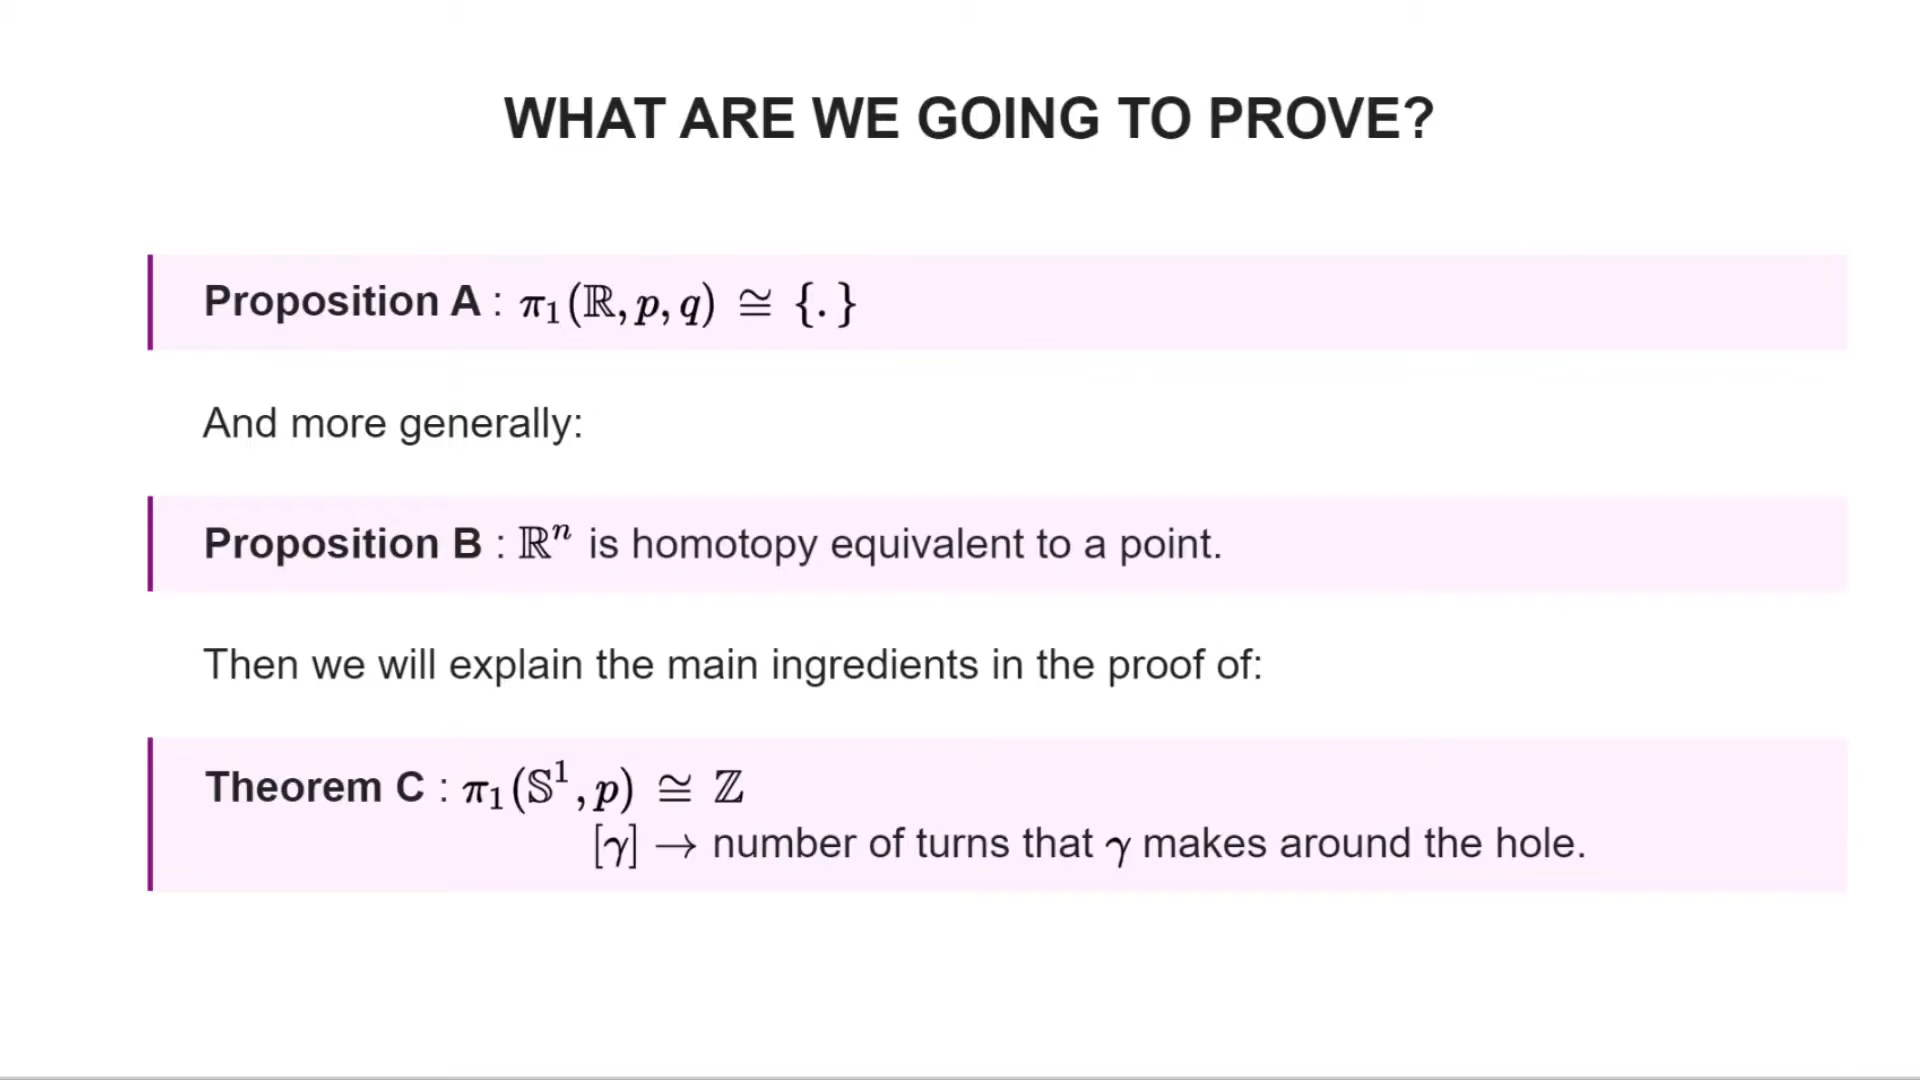 WHAT ARE WE GOING TO PROVE?
Proposition A : π₁(ℝ, p, q) ≅ {.}
And more generally:
Proposition B : ℝⁿ is homotopy equivalent to a point.
Then we will explain the main ingredients in the proof of:
Theorem C : π₁(𝕊¹, p) ≅ ℤ
[γ] → number of turns that γ makes around the hole.